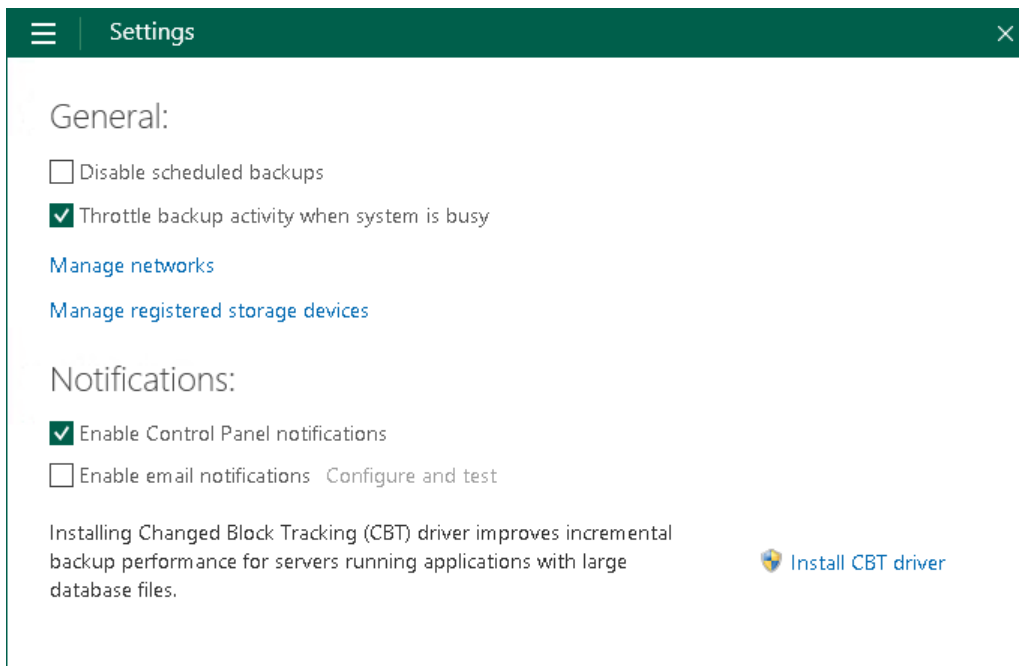 Settings
General:
Disable scheduled backups
Throttle backup activity when system is busy
Manage networks
Manage registered storage devices
Notifications:
Enable Control Panel notifications
Enable email notifications Configure and test
Installing Changed Block Tracking (CBT) driver improves incremental
backup performance for servers running applications with large
database files.
Install CBT driver